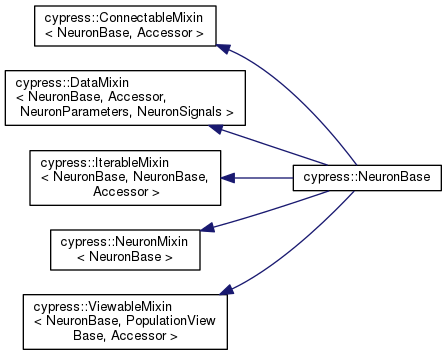 cypress::ConnectableMixin
< NeuronBase, Accessor >
cypress::DataMixin
< NeuronBase, Accessor,
NeuronParameters, NeuronSignals >
cypress::IterableMixin
< NeuronBase, NeuronBase,
Accessor >
cypress::NeuronBase
cypress::NeuronMixin
< NeuronBase >
cypress::ViewableMixin
< NeuronBase, PopulationView
Base, Accessor >